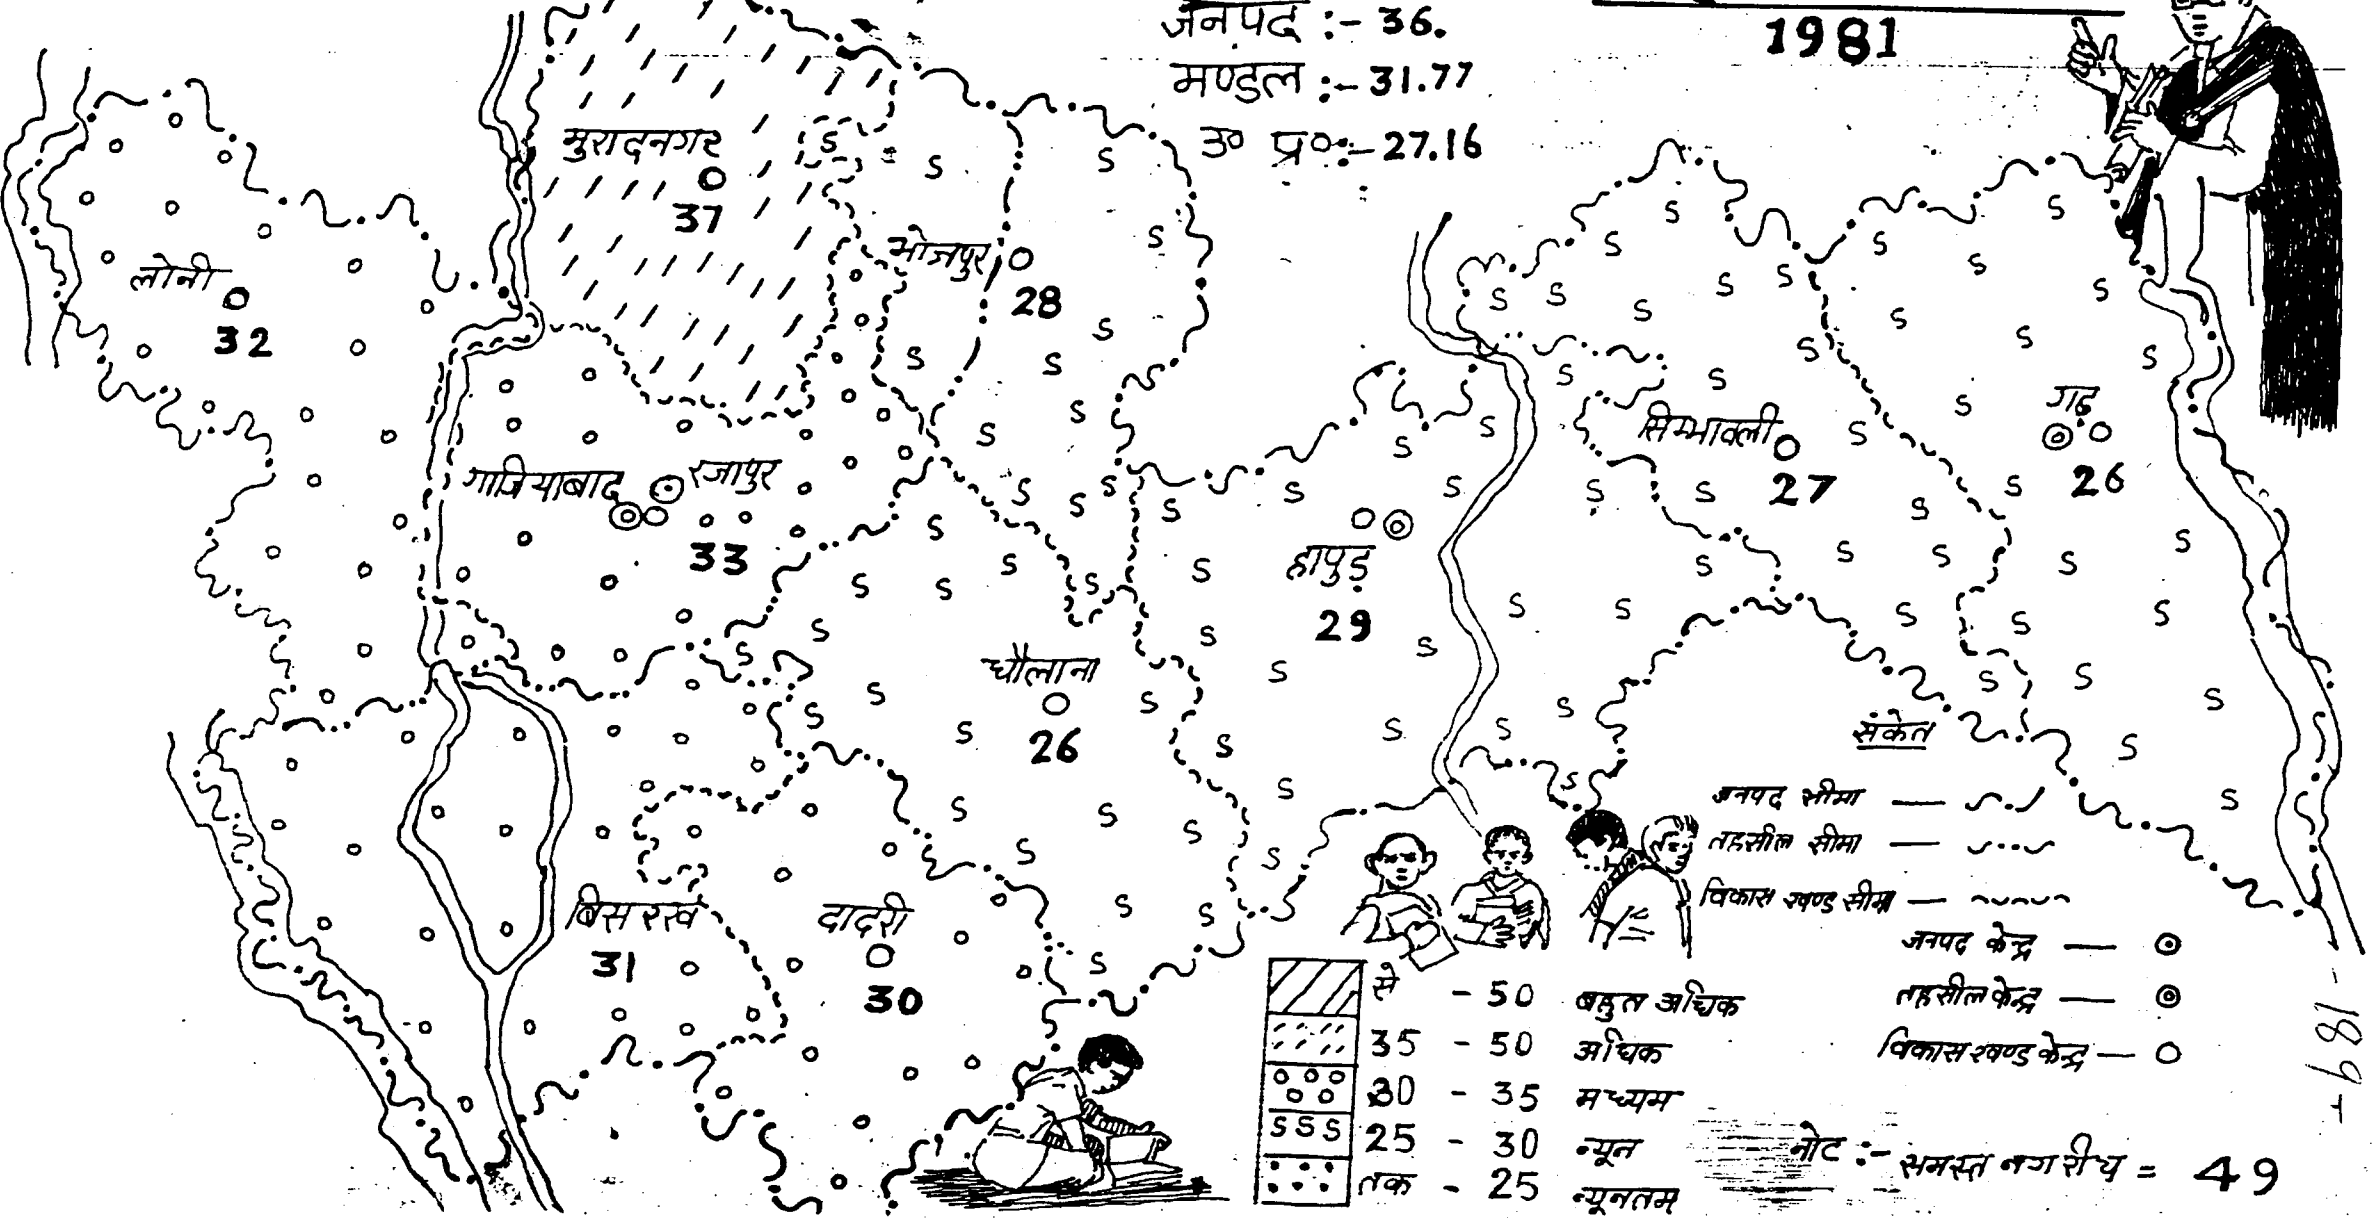 जनपद :- 36.
मण्डल :- 31.77
उ० प्र०:- 27.16
1981
मुरादनगर
37
भोजपुर
28
लोनी
32
गाजियाबाद
रजापुर
33
सिम्भावली
27
गढ़
26
हापुड़
29
धौलाना
26
बिसरख
31
दादरी
30
संकेत
जनपद सीमा —
तहसील सीमा —
विकास खण्ड सीमा —
जनपद केन्द्र —
तहसील केन्द्र —
विकास खण्ड केन्द्र —
से - 50 बहुत अधिक
35 - 50 अधिक
30 - 35 मध्यम
25 - 30 न्यून
तक - 25 न्यूनतम
नोट :- समस्त नगरीय = 49
-189-